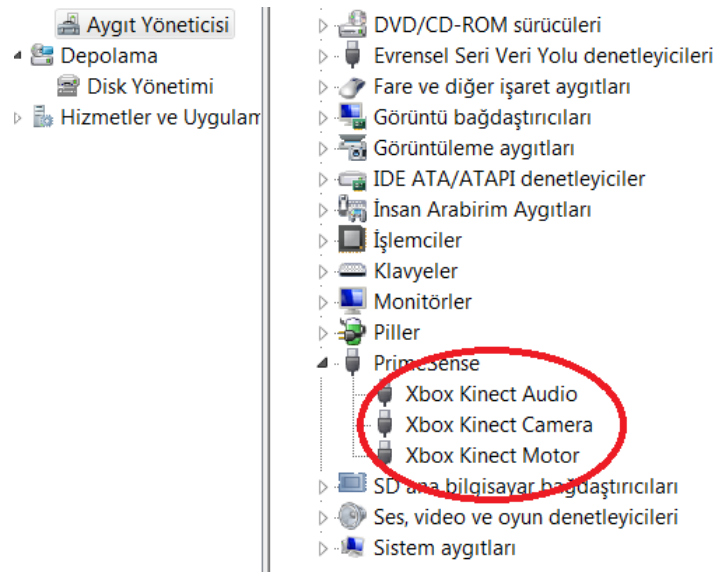 Aygıt Yöneticisi
Depolama
Disk Yönetimi
Hizmetler ve Uygulam
DVD/CD-ROM sürücüleri
Evrensel Seri Veri Yolu denetleyicileri
Fare ve diğer işaret aygıtları
Görüntü bağdaştırıcıları
Görüntüleme aygıtları
IDE ATA/ATAPI denetleyiciler
İnsan Arabirim Aygıtları
İşlemciler
Klavyeler
Monitörler
Piller
PrimeSense
Xbox Kinect Audio
Xbox Kinect Camera
Xbox Kinect Motor
SD ana bilgisayar bağdaştırıcıları
Ses, video ve oyun denetleyicileri
Sistem aygıtları